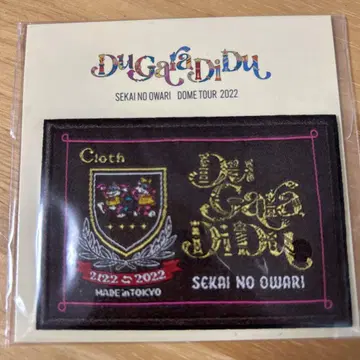 DuGaraDiDu
SEKAI NO OWARI DOME TOUR 2022
Cloth
Du
Gara
Di Du
2122 2022
MADE in TOKYO
SEKAI NO OWARI